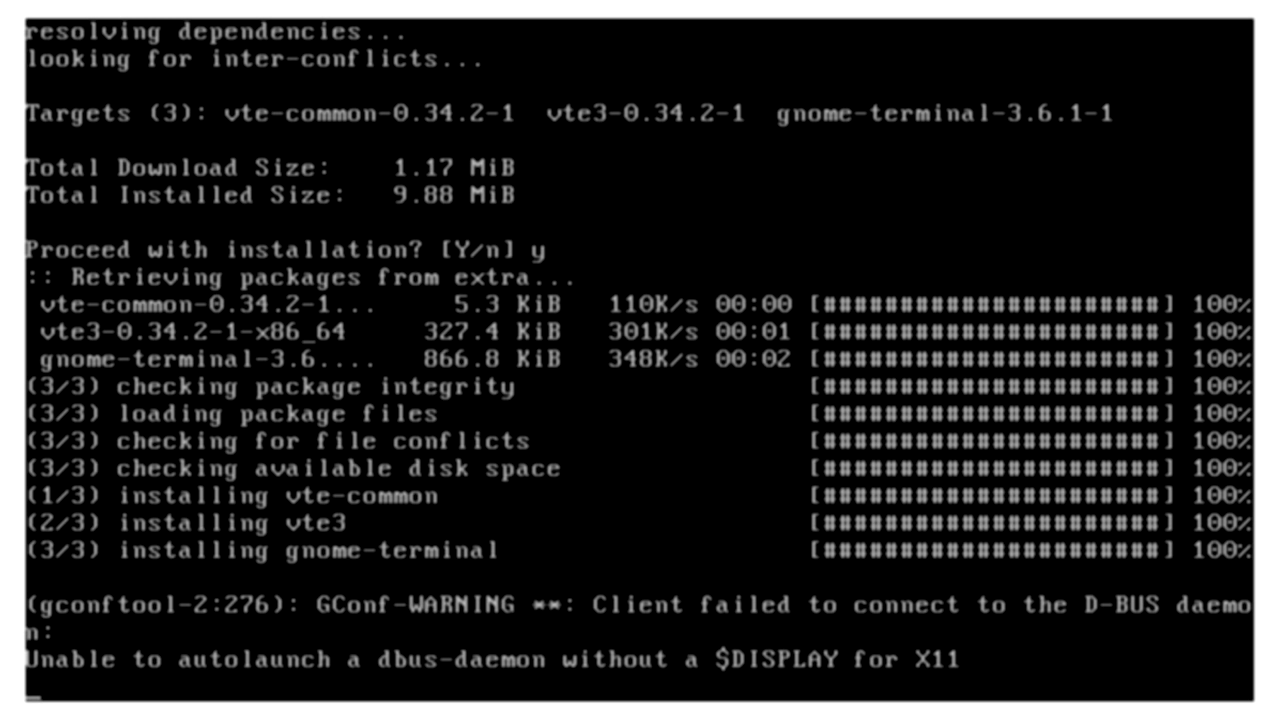 resolving dependencies...
looking for inter-conflicts...
Targets (3): vte-common-0.34.2-1  vte3-0.34.2-1  gnome-terminal-3.6.1-1
Total Download Size:    1.17 MiB
Total Installed Size:   9.88 MiB
Proceed with installation? [Y/n] y
:: Retrieving packages from extra...
vte-common-0.34.2-1...     5.3 KiB   110K/s 00:00 [######################] 100%
vte3-0.34.2-1-x86_64     327.4 KiB   301K/s 00:01 [######################] 100%
gnome-terminal-3.6....   866.8 KiB   348K/s 00:02 [######################] 100%
(3/3) checking package integrity                   [######################] 100%
(3/3) loading package files                        [######################] 100%
(3/3) checking for file conflicts                  [######################] 100%
(3/3) checking available disk space                [######################] 100%
(1/3) installing vte-common                        [######################] 100%
(2/3) installing vte3                              [######################] 100%
(3/3) installing gnome-terminal                    [######################] 100%
(gconftool-2:276): GConf-WARNING **: Client failed to connect to the D-BUS daemo
n:
Unable to autolaunch a dbus-daemon without a $DISPLAY for X11